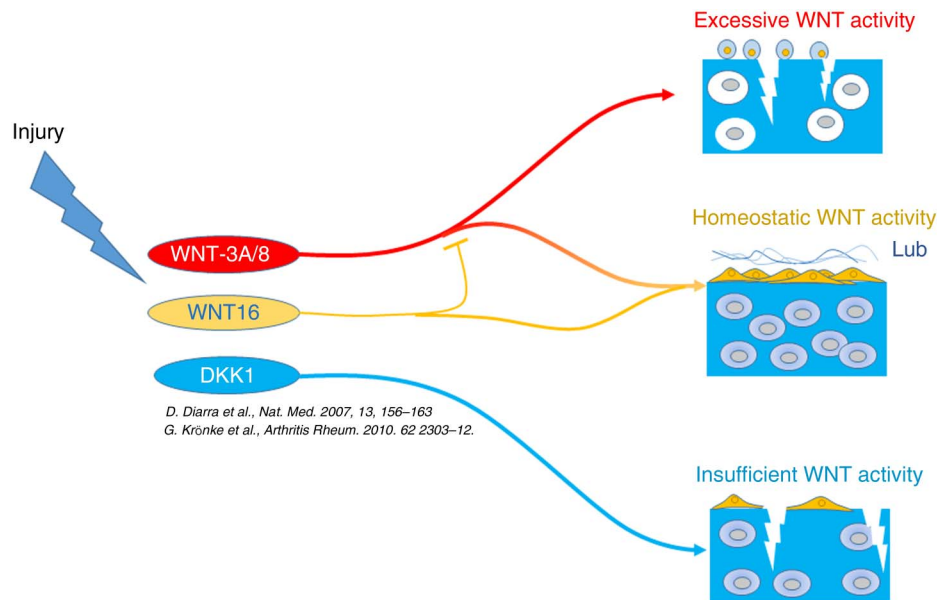 Excessive WNT activity
Injury
Homeostatic WNT activity
Lub
WNT-3A/8
WNT16
DKK1
D. Diarra et al., Nat. Med. 2007, 13, 156–163
G. Krönke et al., Arthritis Rheum. 2010. 62 2303–12.
Insufficient WNT activity